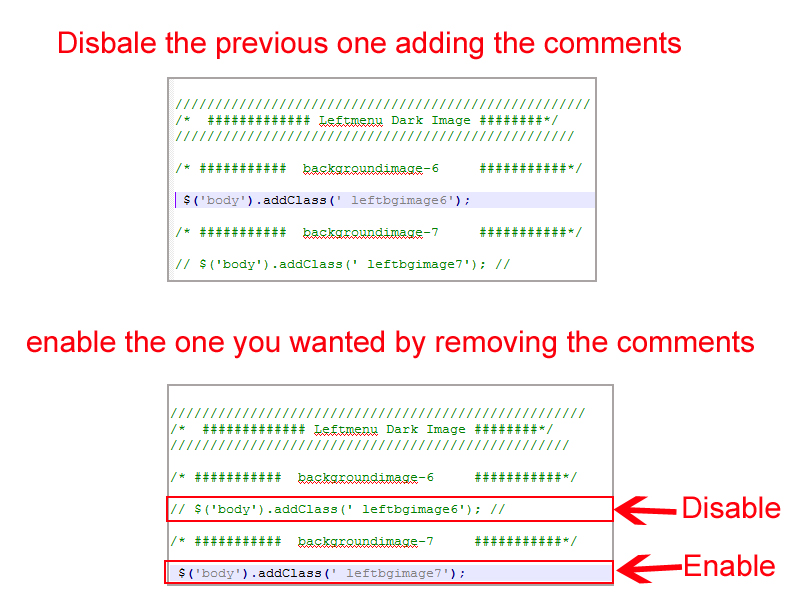 Disbale the previous one adding the comments
////////////////////////////////////////////////////
/*  ############# Leftmenu Dark Image ########*/
//////////////////////////////////////////////////
/* ###########  backgroundimage-6     ###########*/
$('body').addClass(' leftbgimage6');
/* ###########  backgroundimage-7     ###########*/
// $('body').addClass(' leftbgimage7'); //
enable the one you wanted by removing the comments
////////////////////////////////////////////////////
/*  ############# Leftmenu Dark Image ########*/
//////////////////////////////////////////////////
/* ###########  backgroundimage-6     ###########*/
// $('body').addClass(' leftbgimage6'); //
Disable
/* ###########  backgroundimage-7     ###########*/
$('body').addClass(' leftbgimage7');
Enable